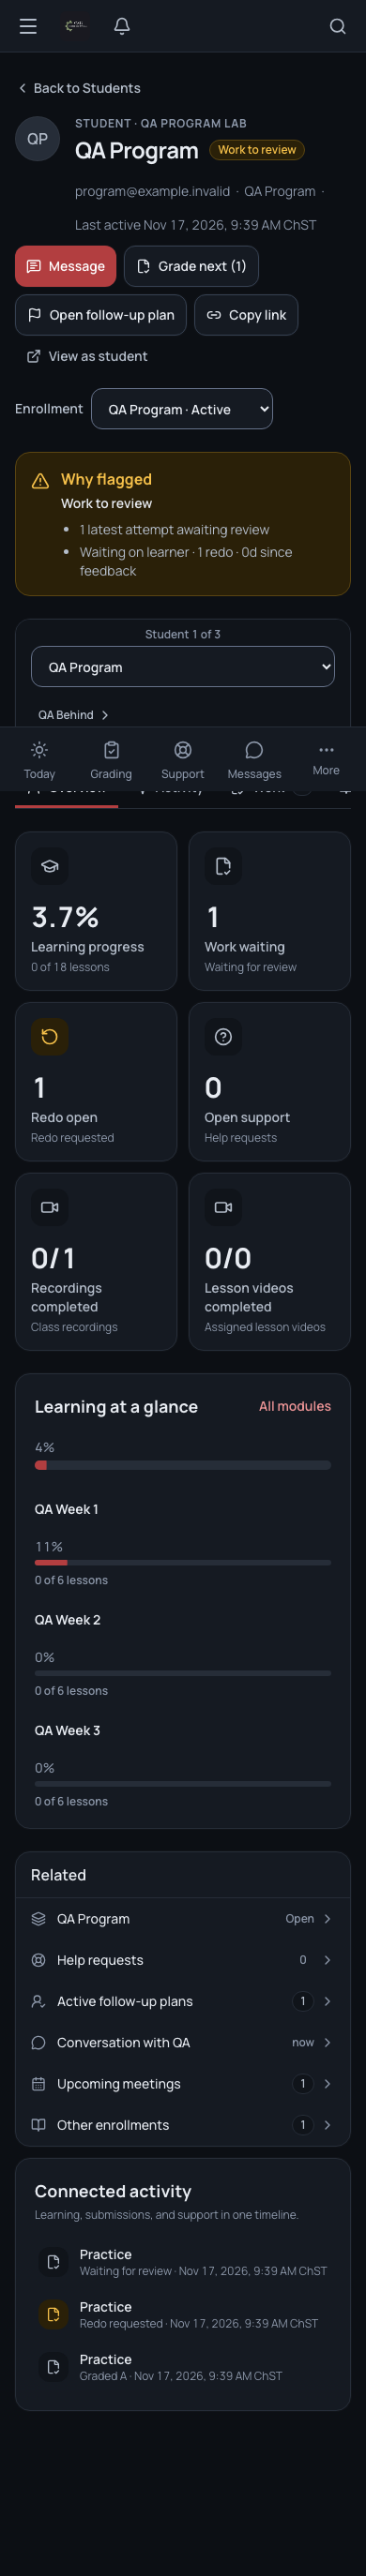 Back to Students
QP
STUDENT · QA PROGRAM LAB
QA Program
Work to review
program@example.invalid · QA Program ·
Last active Nov 17, 2026, 9:39 AM ChST
Message
Grade next (1)
Open follow-up plan
Copy link
View as student
Enrollment
QA Program · Active
Why flagged
Work to review
1 latest attempt awaiting review
Waiting on learner · 1 redo · 0d since
feedback
Student 1 of 3
QA Program
QA Behind
Today
Grading
Support
Messages
More
3.7%
Learning progress
0 of 18 lessons
1
Work waiting
Waiting for review
1
Redo open
Redo requested
0
Open support
Help requests
0/1
Recordings
completed
Class recordings
0/0
Lesson videos
completed
Assigned lesson videos
Learning at a glance
All modules
4%
QA Week 1
11%
0 of 6 lessons
QA Week 2
0%
0 of 6 lessons
QA Week 3
0%
0 of 6 lessons
Related
QA Program
Open
Help requests
0
Active follow-up plans
1
Conversation with QA
now
Upcoming meetings
1
Other enrollments
1
Connected activity
Learning, submissions, and support in one timeline.
Practice
Waiting for review · Nov 17, 2026, 9:39 AM ChST
Practice
Redo requested · Nov 17, 2026, 9:39 AM ChST
Practice
Graded A · Nov 17, 2026, 9:39 AM ChST